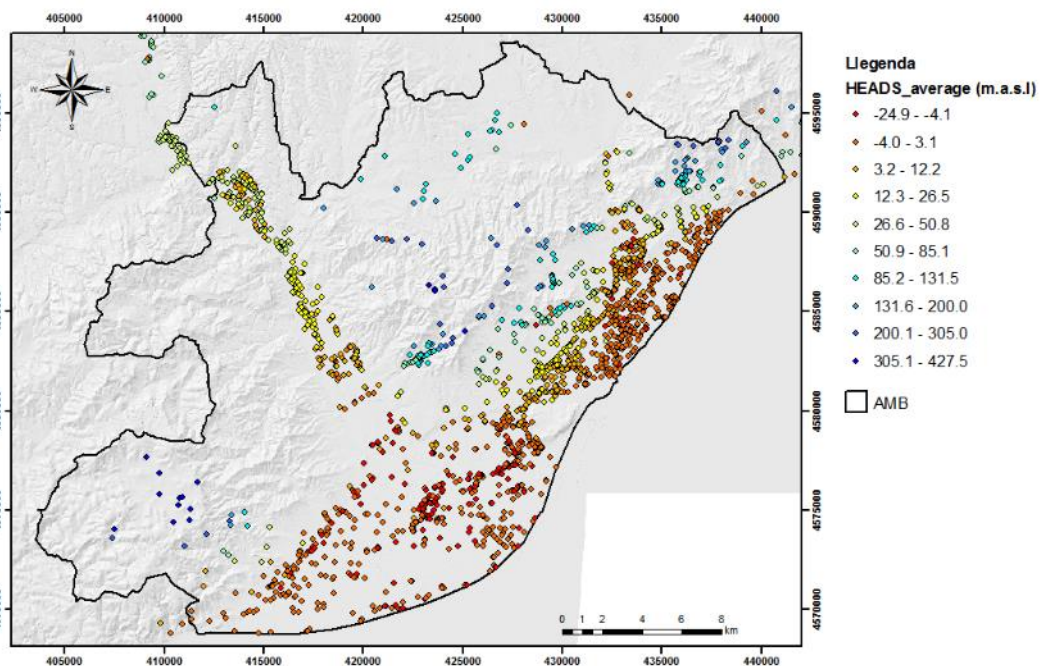 405000 410000 415000 420000 425000 430000 435000 440000
N
W E
S
4595000
4590000
4585000
4580000
4575000
4570000
0 1 2 4 6 8
km
405000 410000 415000 420000 425000 430000 435000 440000
Llegenda
HEADS_average (m.a.s.l)
-24.9 - -4.1
-4.0 - 3.1
3.2 - 12.2
12.3 - 26.5
26.6 - 50.8
50.9 - 85.1
85.2 - 131.5
131.6 - 200.0
200.1 - 305.0
305.1 - 427.5
AMB